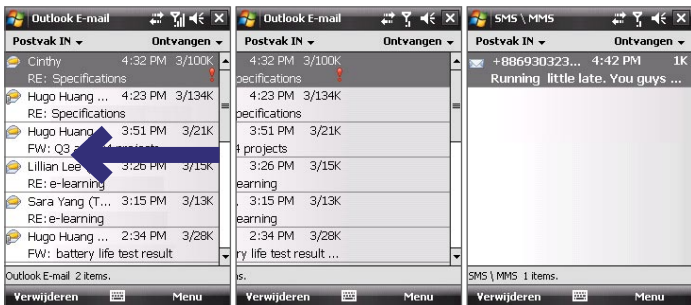 Outlook E-mail
Postvak IN Ontvangen
Cinthy 4:32 PM 3/100K
RE: Specifications
Hugo Huang ... 4:23 PM 3/134K
RE: Specifications
Hugo Huang 3:51 PM 3/21K
FW: Q3
Lillian Lee 3:26 PM 3/15K
RE: e-learning
Sara Yang (T... 3:15 PM 3/13K
RE: e-learning
Hugo Huang ... 2:34 PM 3/28K
FW: battery life test result
Outlook E-mail 2 items.
Verwijderen Menu
Outlook E-mail
Postvak IN Ontvangen
4:32 PM 3/100K
pecifications
4:23 PM 3/134K
pecifications
3:51 PM 3/21K
4 projects
3:26 PM 3/15K
earning
. 3:15 PM 3/13K
earning
2:34 PM 3/28K
ry life test result ...
s.
Verwijderen Menu
SMS \ MMS
Postvak IN Ontvangen
+886930323... 4:42 PM 1K
Running little late. You guys ...
SMS \ MMS 1 items.
Verwijderen Menu